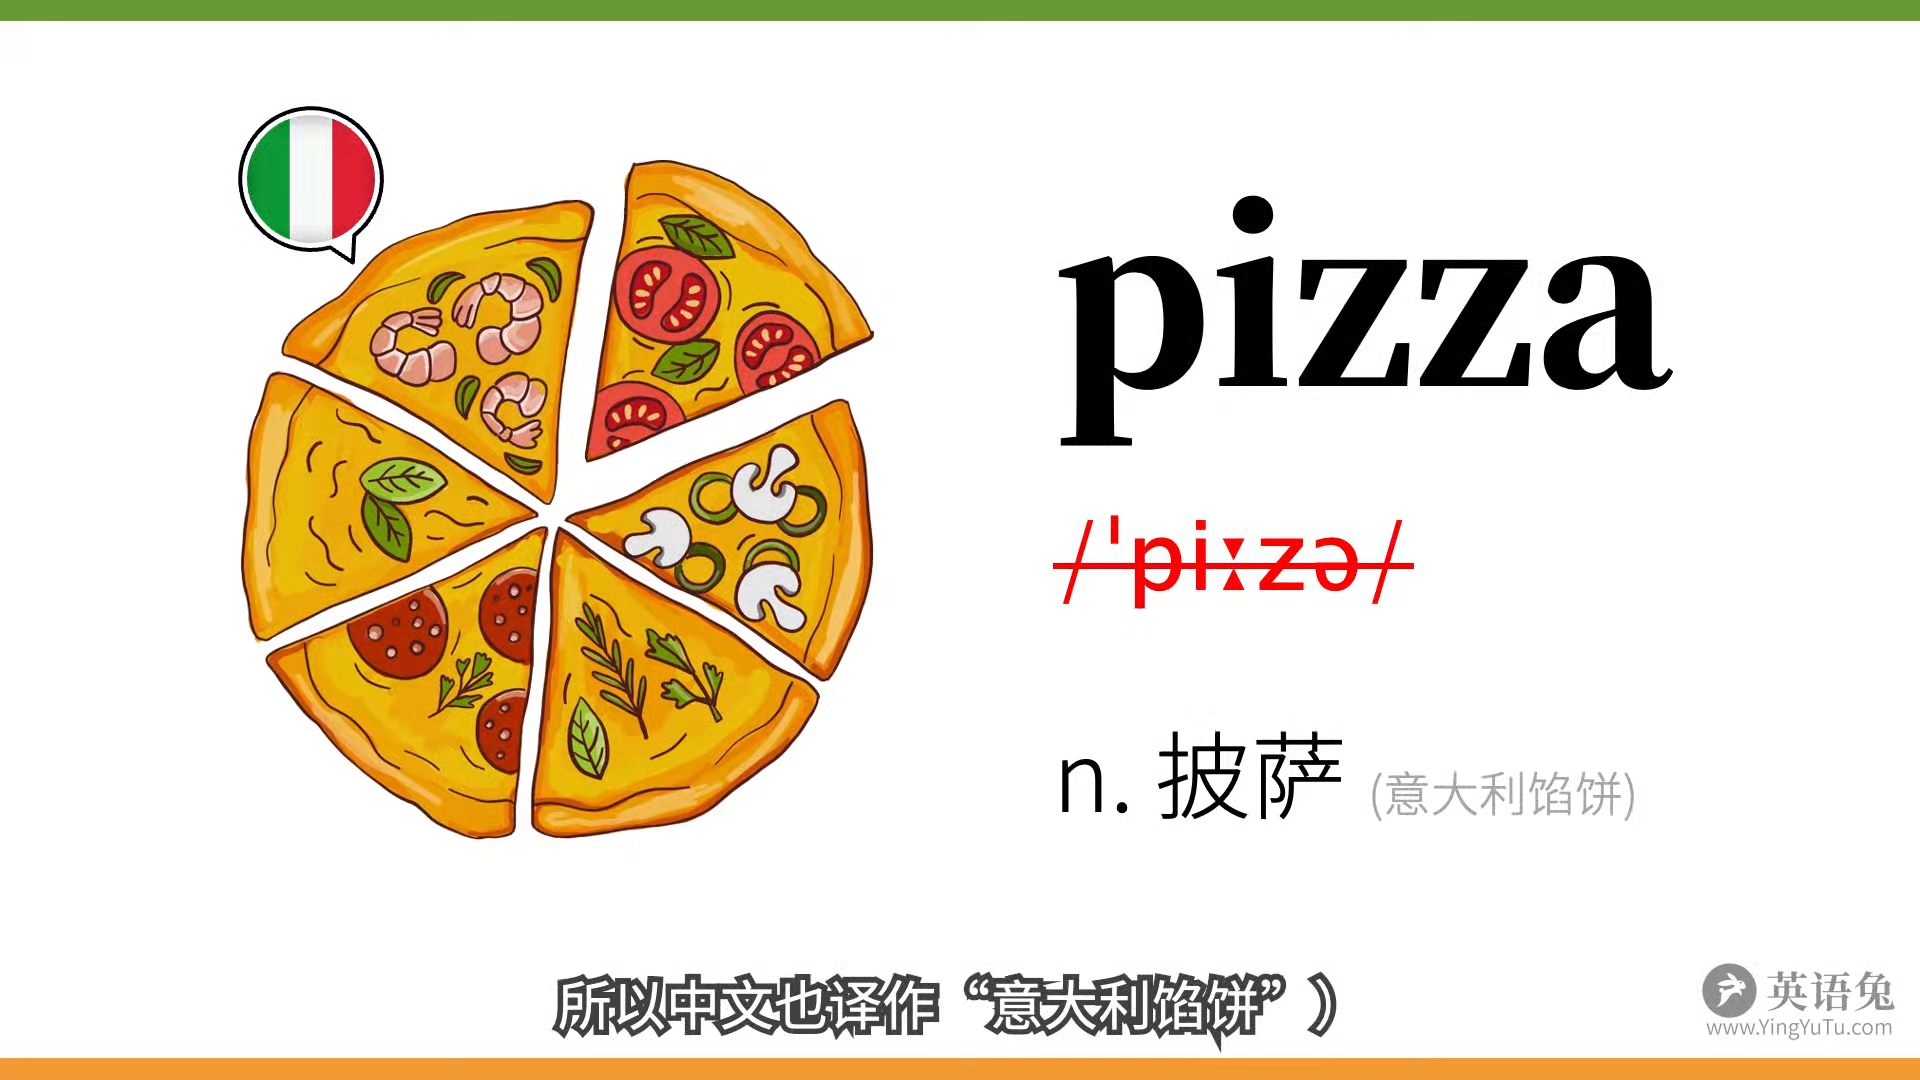 pizza
/ˈpiːzə/
n. 披萨 (意大利馅饼)
所以中文也译作“意大利馅饼”）
英语兔
www.YingYuTu.com